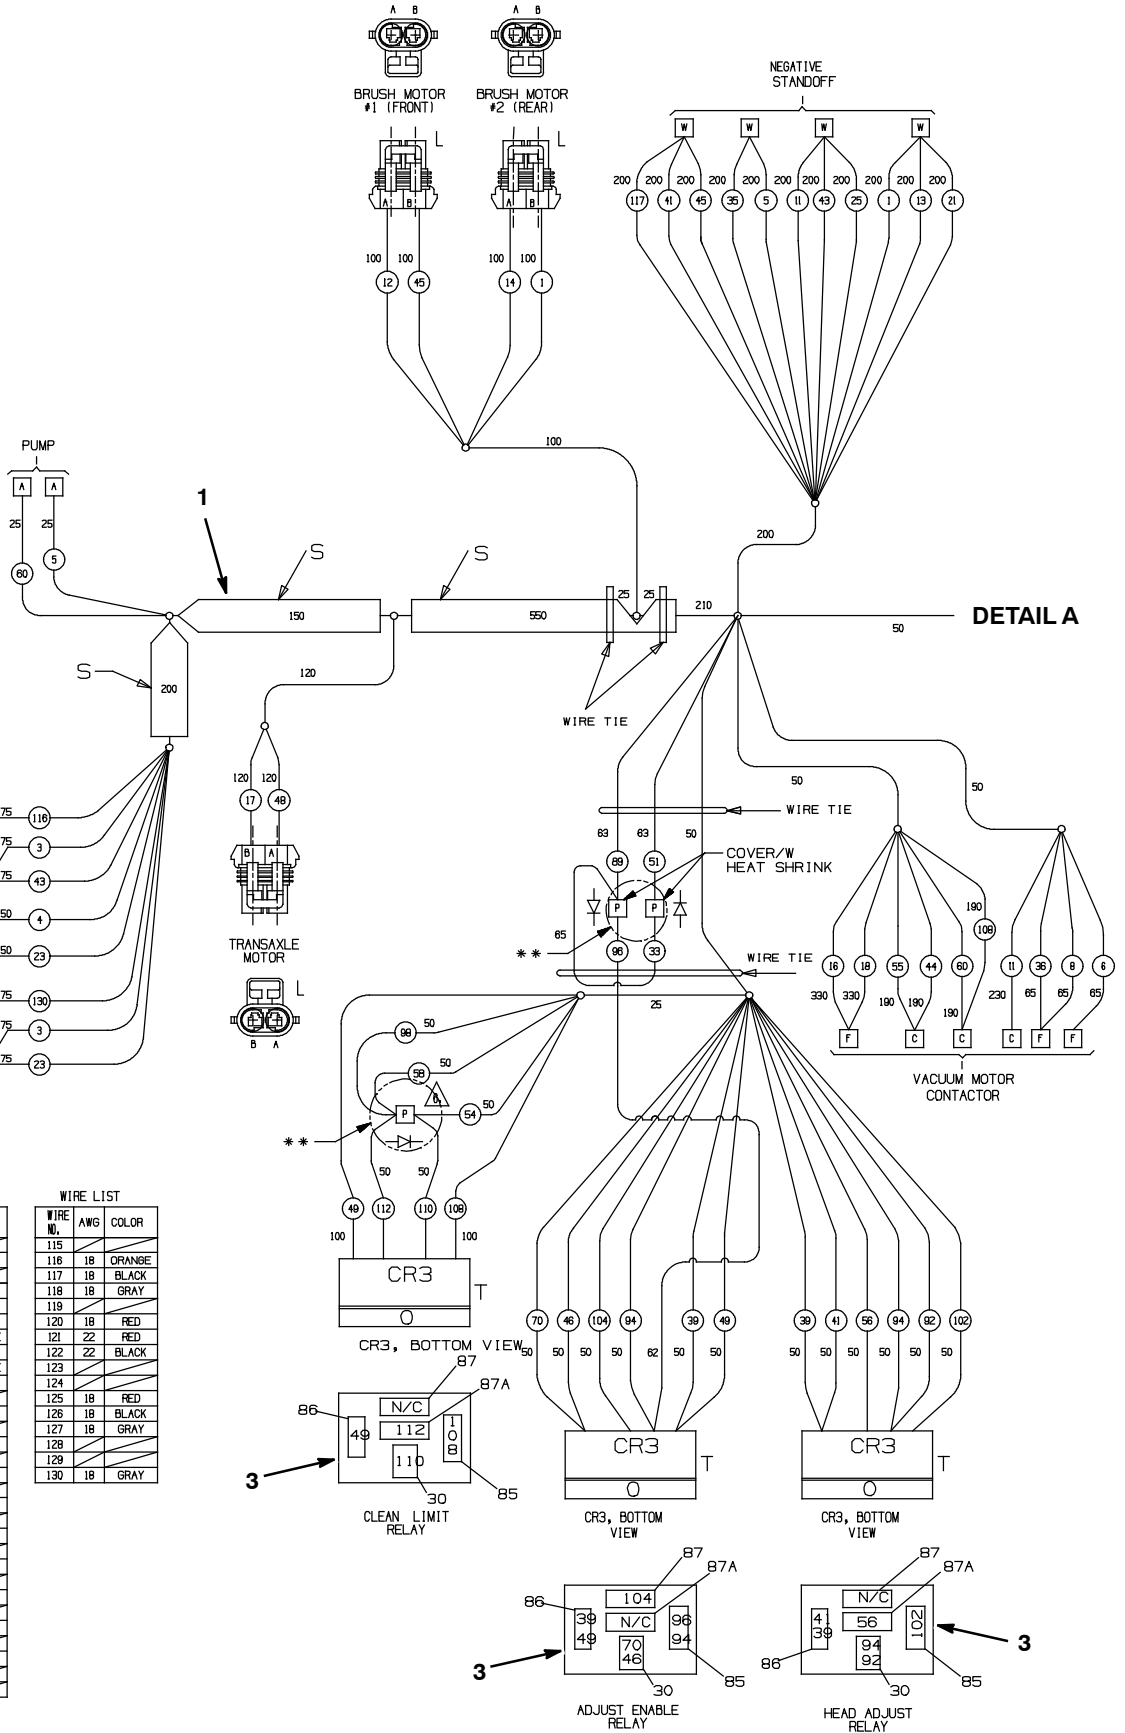 A B
A B
BRUSH MOTOR
#1 (FRONT)
BRUSH MOTOR
#2 (REAR)
L
L
A B
A B
100 100
100 100
12 45
14 1
100
NEGATIVE
STANDOFF
W W W W
200 200 200 200 200 200 200 200 200 200 200
117 41 45 35 5 11 43 25 1 13 21
200
PUMP
A A
25 25
60 5
1
S
S
150
550
25 25
210
50
DETAIL A
S
200
120
WIRE TIE
120 120
17 48
B A
TRANSAXLE
MOTOR
L
B A
75 116
75 3
75 43
50 4
50 23
75 130
75 3
75 23
50
50
WIRE TIE
63 63 50
89 51
COVER/W
HEAT SHRINK
P P
65
96 33
**
WIRE TIE
25
190
108
16 18 55 44 60
11 36 8 6
330 330 190 190 190
230 65 65 65
F C C C F F
VACUUM MOTOR
CONTACTOR
98 50
58 50
6.
P
54 50
**
50 50
49 112 110 108
100 100
CR3
T
O
CR3, BOTTOM VIEW
87
87A
86
N/C
49
112
108
110
3
30
85
CLEAN LIMIT
RELAY
70 46 104 94 39 49
50 50 50 50 62 50 50
CR3
T
O
CR3, BOTTOM
VIEW
39 41 56 94 92 102
50 50 50 50 50 50
CR3
T
O
CR3, BOTTOM
VIEW
87
87A
86
104
39
49
N/C
96
94
70
46
3
30
85
ADJUST ENABLE
RELAY
87
87A
N/C
41
39
56
102
94
92
3
86
30
85
HEAD ADJUST
RELAY
WIRE LIST
WIRE NO. AWG COLOR
115
116 18 ORANGE
117 18 BLACK
118 18 GRAY
119
120 18 RED
121 22 RED
122 22 BLACK
123
124
125 18 RED
126 18 BLACK
127 18 GRAY
128
129
130 18 GRAY